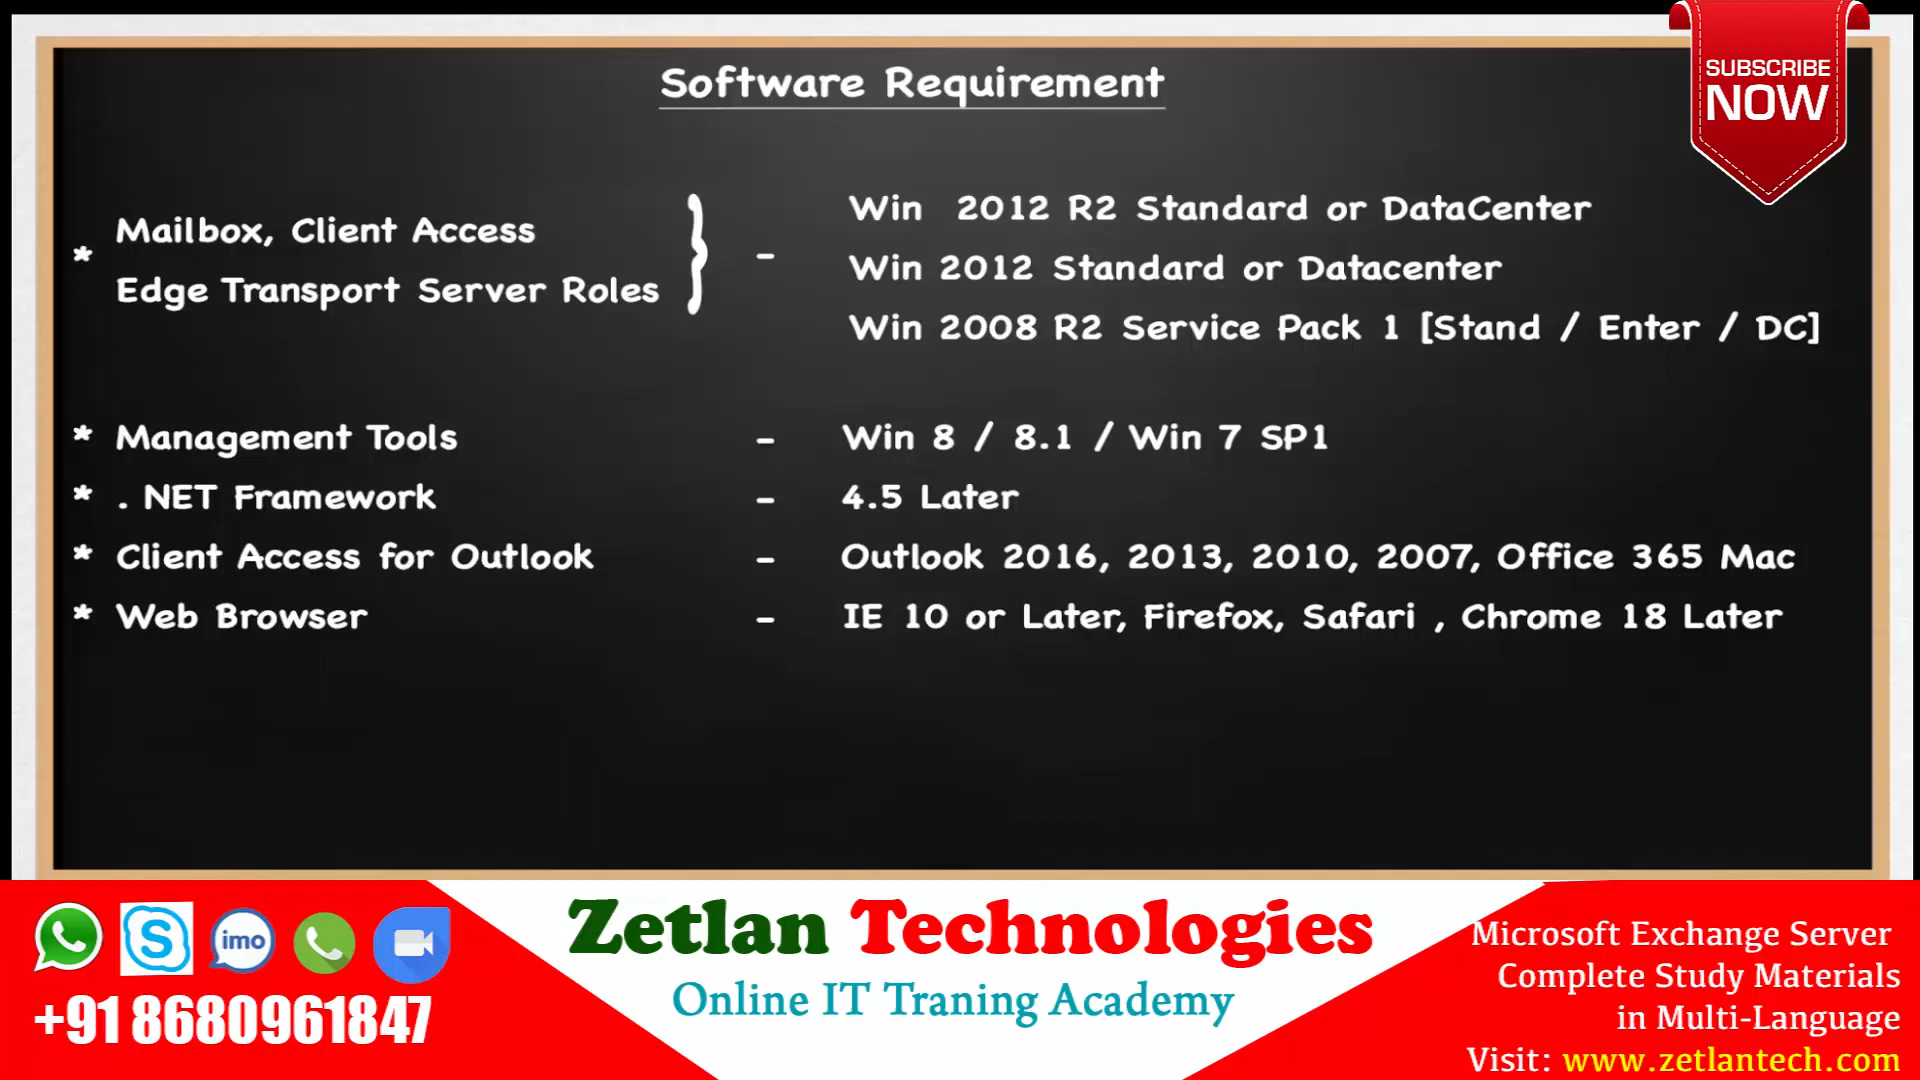 Software Requirement
SUBSCRIBE
NOW
* Mailbox, Client Access
Edge Transport Server Roles } -
Win 2012 R2 Standard or DataCenter
Win 2012 Standard or Datacenter
Win 2008 R2 Service Pack 1 [Stand / Enter / DC]
* Management Tools - Win 8 / 8.1 / Win 7 SP1
* . NET Framework - 4.5 Later
* Client Access for Outlook - Outlook 2016, 2013, 2010, 2007, Office 365 Mac
* Web Browser - IE 10 or Later, Firefox, Safari , Chrome 18 Later
S
imo
+91 8680961847
Zetlan Technologies
Online IT Traning Academy
Microsoft Exchange Server
Complete Study Materials
in Multi-Language
Visit: www.zetlantech.com